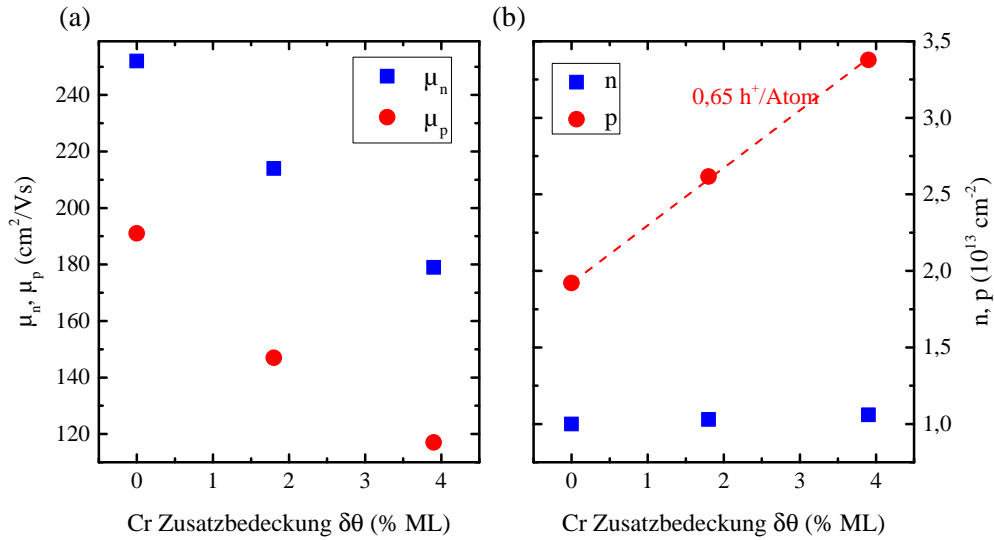 (a)
μn, μp (cm²/Vs)
240
220
200
180
160
140
120
μn
μp
0 1 2 3 4
Cr Zusatzbedeckung δθ (% ML)
(b)
n
p
0,65 h⁺/Atom
3,5
3,0
2,5
2,0
1,5
1,0
n, p (10¹³ cm⁻²)
0 1 2 3 4
Cr Zusatzbedeckung δθ (% ML)